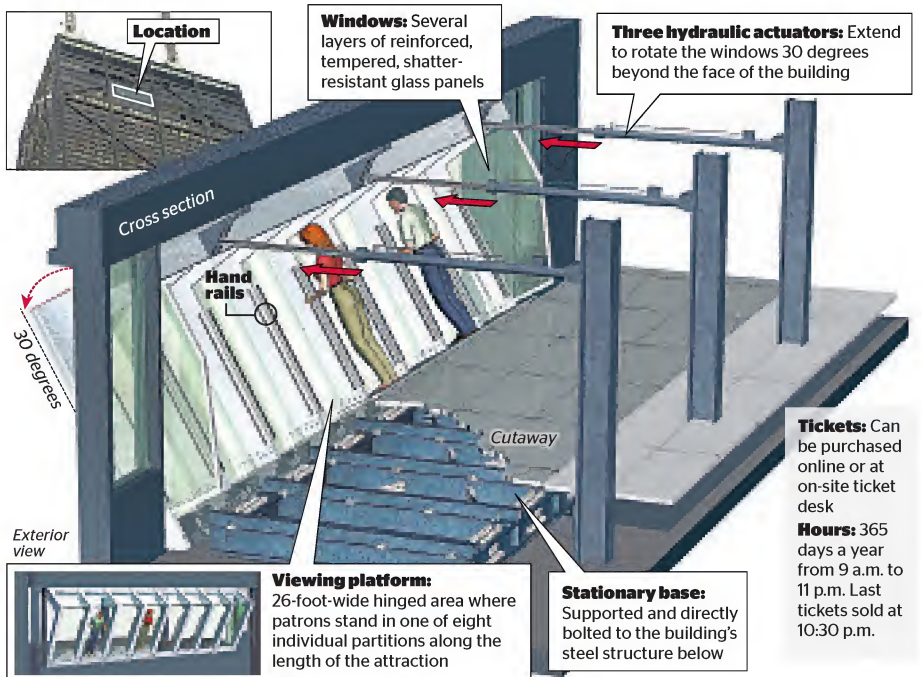 Location
Windows: Several
layers of reinforced,
tempered, shatter-
resistant glass panels
Three hydraulic actuators: Extend
to rotate the windows 30 degrees
beyond the face of the building
Cross section
Hand
rails
30 degrees
Cutaway
Tickets: Can
be purchased
online or at
on-site ticket
desk
Hours: 365
days a year
from 9 a.m. to
11 p.m. Last
tickets sold at
10:30 p.m.
Exterior
view
Viewing platform:
26-foot-wide hinged area where
patrons stand in one of eight
individual partitions along the
length of the attraction
Stationary base:
Supported and directly
bolted to the building's
steel structure below